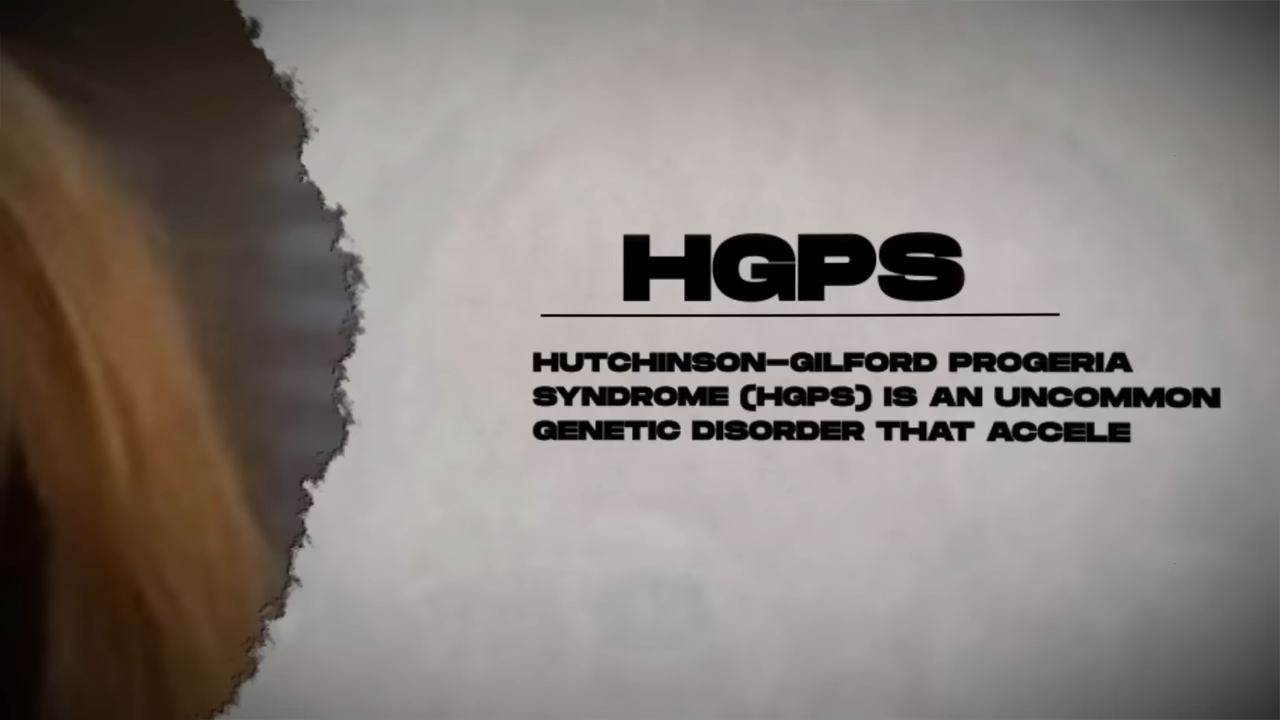 HGPS
HUTCHINSON–GILFORD PROGERIA
SYNDROME (HGPS) IS AN UNCOMMON
GENETIC DISORDER THAT ACCELE